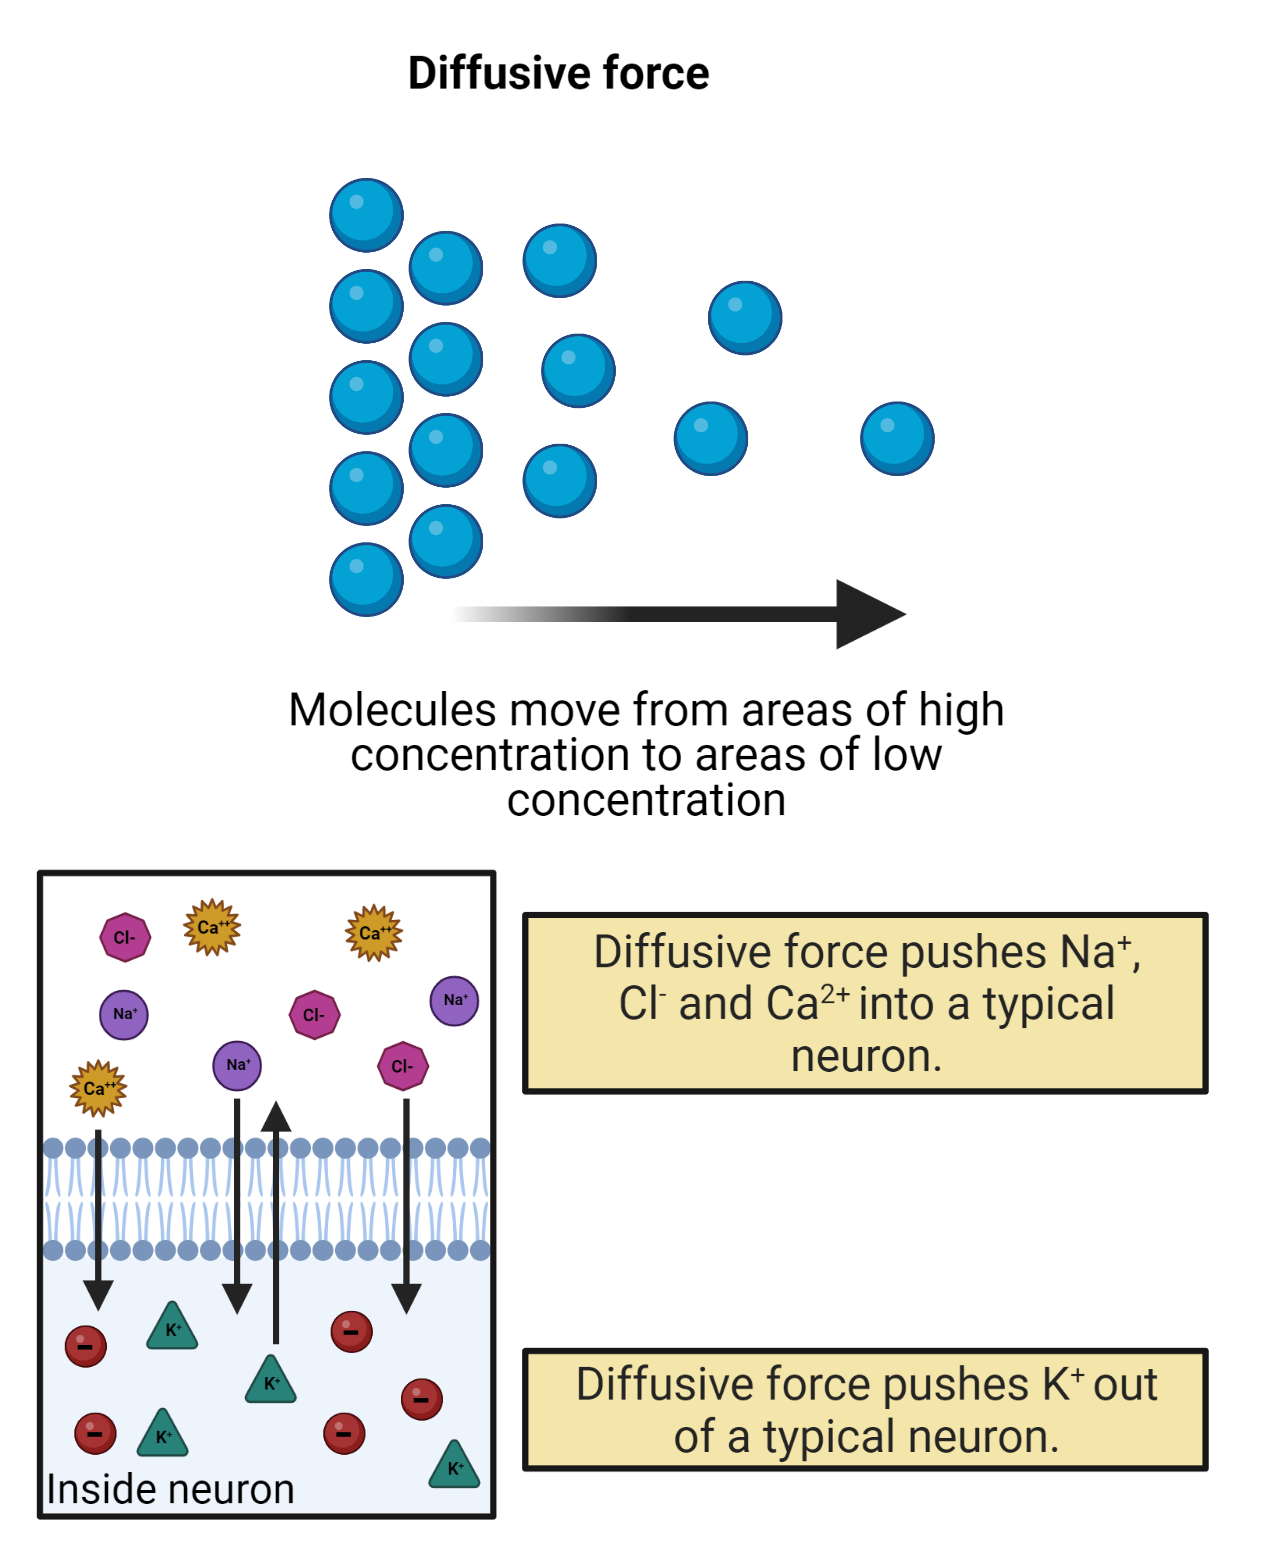 Diffusive force
Molecules move from areas of high
concentration to areas of low
concentration
Cl-
Ca⁺⁺
Ca⁺⁺
Na⁺
Cl-
Na⁺
Na⁺
Cl-
Ca⁺⁺
K⁺
K⁺
K⁺
K⁺
Inside neuron
Diffusive force pushes Na⁺,
Cl⁻ and Ca²⁺ into a typical
neuron.
Diffusive force pushes K⁺ out
of a typical neuron.